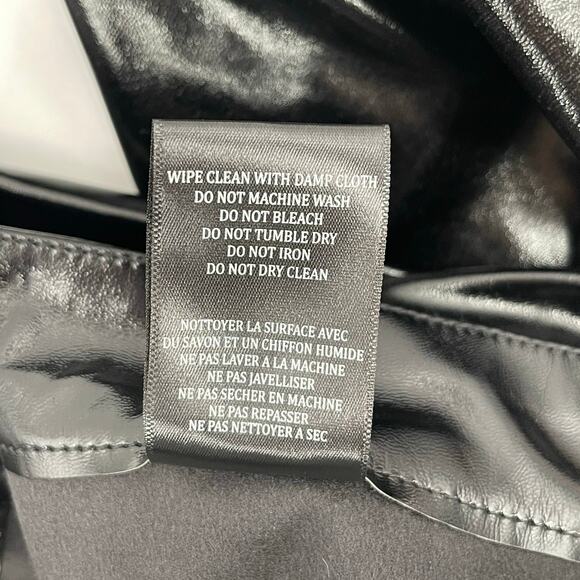 WIPE CLEAN WITH DAMP CLOTH
DO NOT MACHINE WASH
DO NOT BLEACH
DO NOT TUMBLE DRY
DO NOT IRON
DO NOT DRY CLEAN
NOTTOYER LA SURFACE AVEC
DU SAVON ET UN CHIFFON HUMIDE
NE PAS LAVER A LA MACHINE
NE PAS JAVELLISER
NE PAS SECHER EN MACHINE
NE PAS REPASSER
NE PAS NETTOYER A SEC